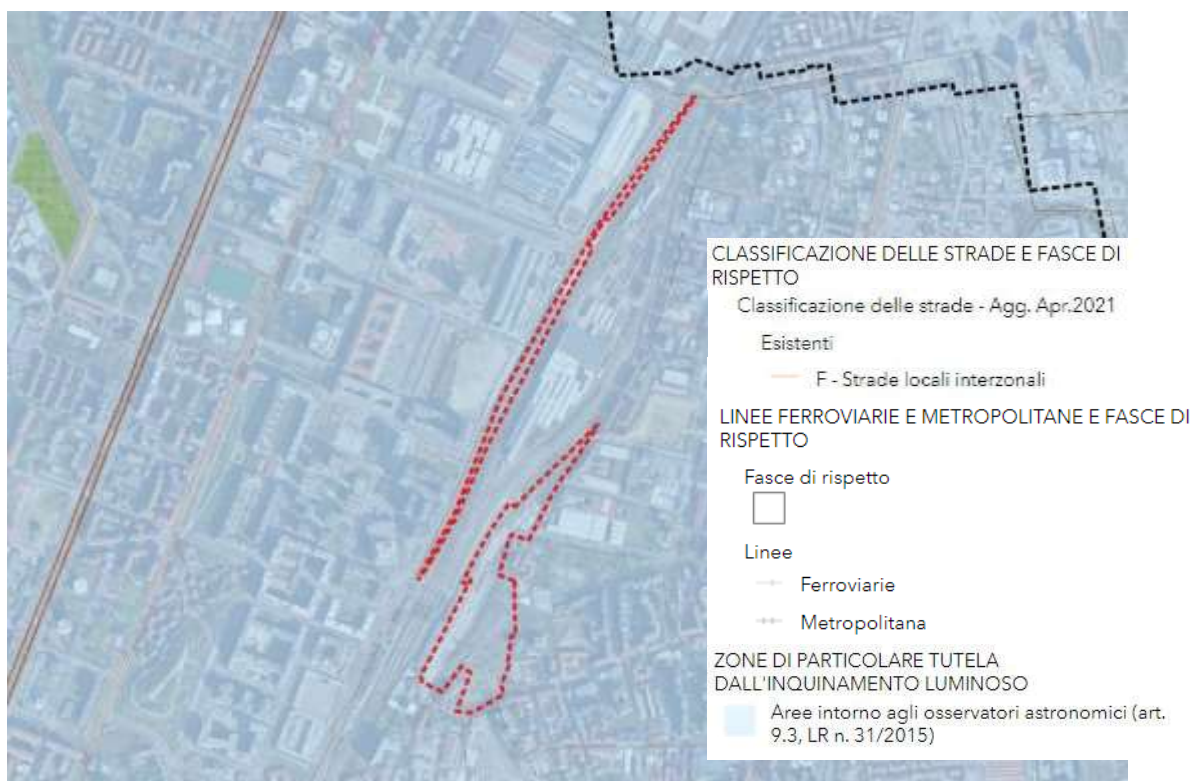 CLASSIFICAZIONE DELLE STRADE E FASCE DI
RISPETTO
Classificazione delle strade - Agg. Apr.2021
Esistenti
F - Strade locali interzonali
LINEE FERROVIARIE E METROPOLITANE E FASCE DI
RISPETTO
Fasce di rispetto
Linee
Ferroviarie
Metropolitana
ZONE DI PARTICOLARE TUTELA
DALL'INQUINAMENTO LUMINOSO
Aree intorno agli osservatori astronomici (art.
9.3, LR n. 31/2015)